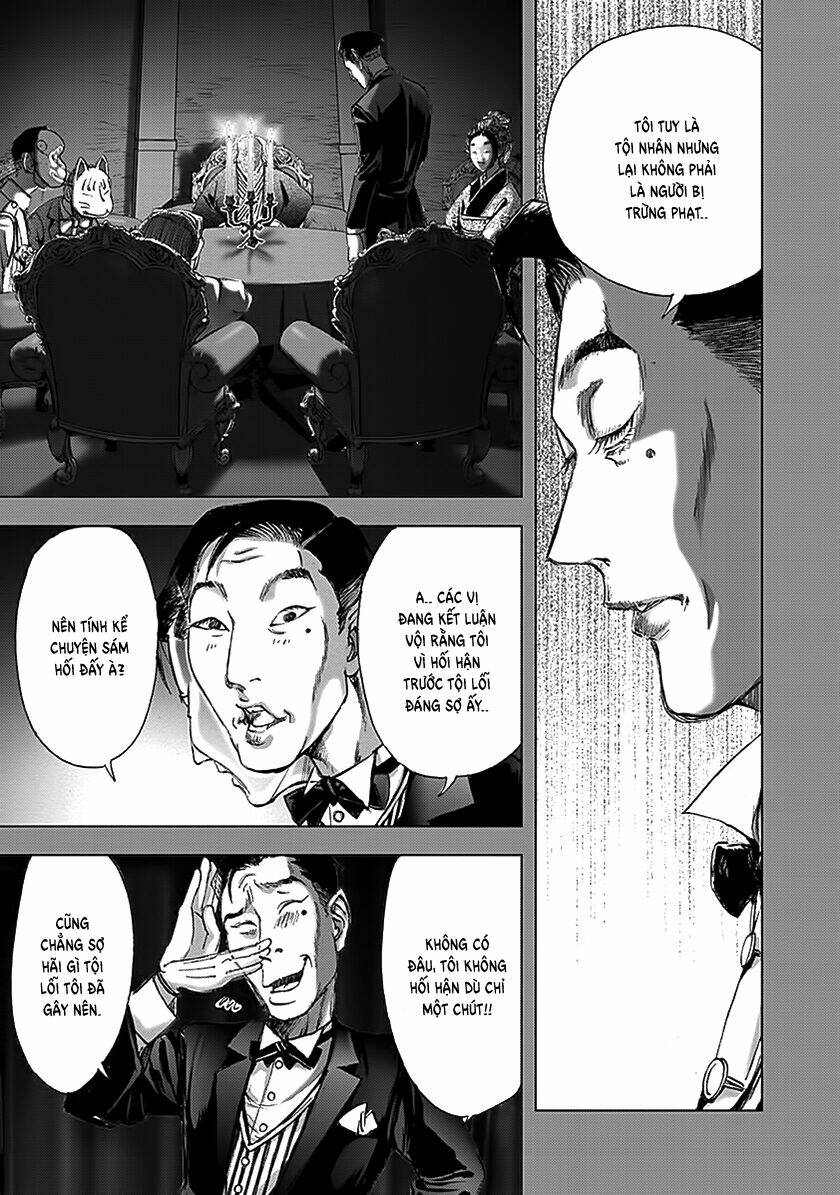 TÔI TUY LÀ
TỘI NHÂN NHƯNG
LẠI KHÔNG PHẢI
LÀ NGƯỜI BỊ
TRỪNG PHẠT..
A.. CÁC VỊ
ĐANG KẾT LUẬN
VỘI RẰNG TÔI
VÌ HỐI HẬN
TRƯỚC TỘI LỖI
ĐÁNG SỢ ẤY..
NÊN TÍNH KỂ
CHUYỆN SÁM
HỐI ĐẤY À?
KHÔNG CÓ
ĐÂU, TÔI KHÔNG
HỐI HẬN DÙ CHỈ
MỘT CHÚT!!
CŨNG
CHẲNG SỢ
HÃI GÌ TỘI
LỖI TÔI ĐÃ
GÂY NÊN.